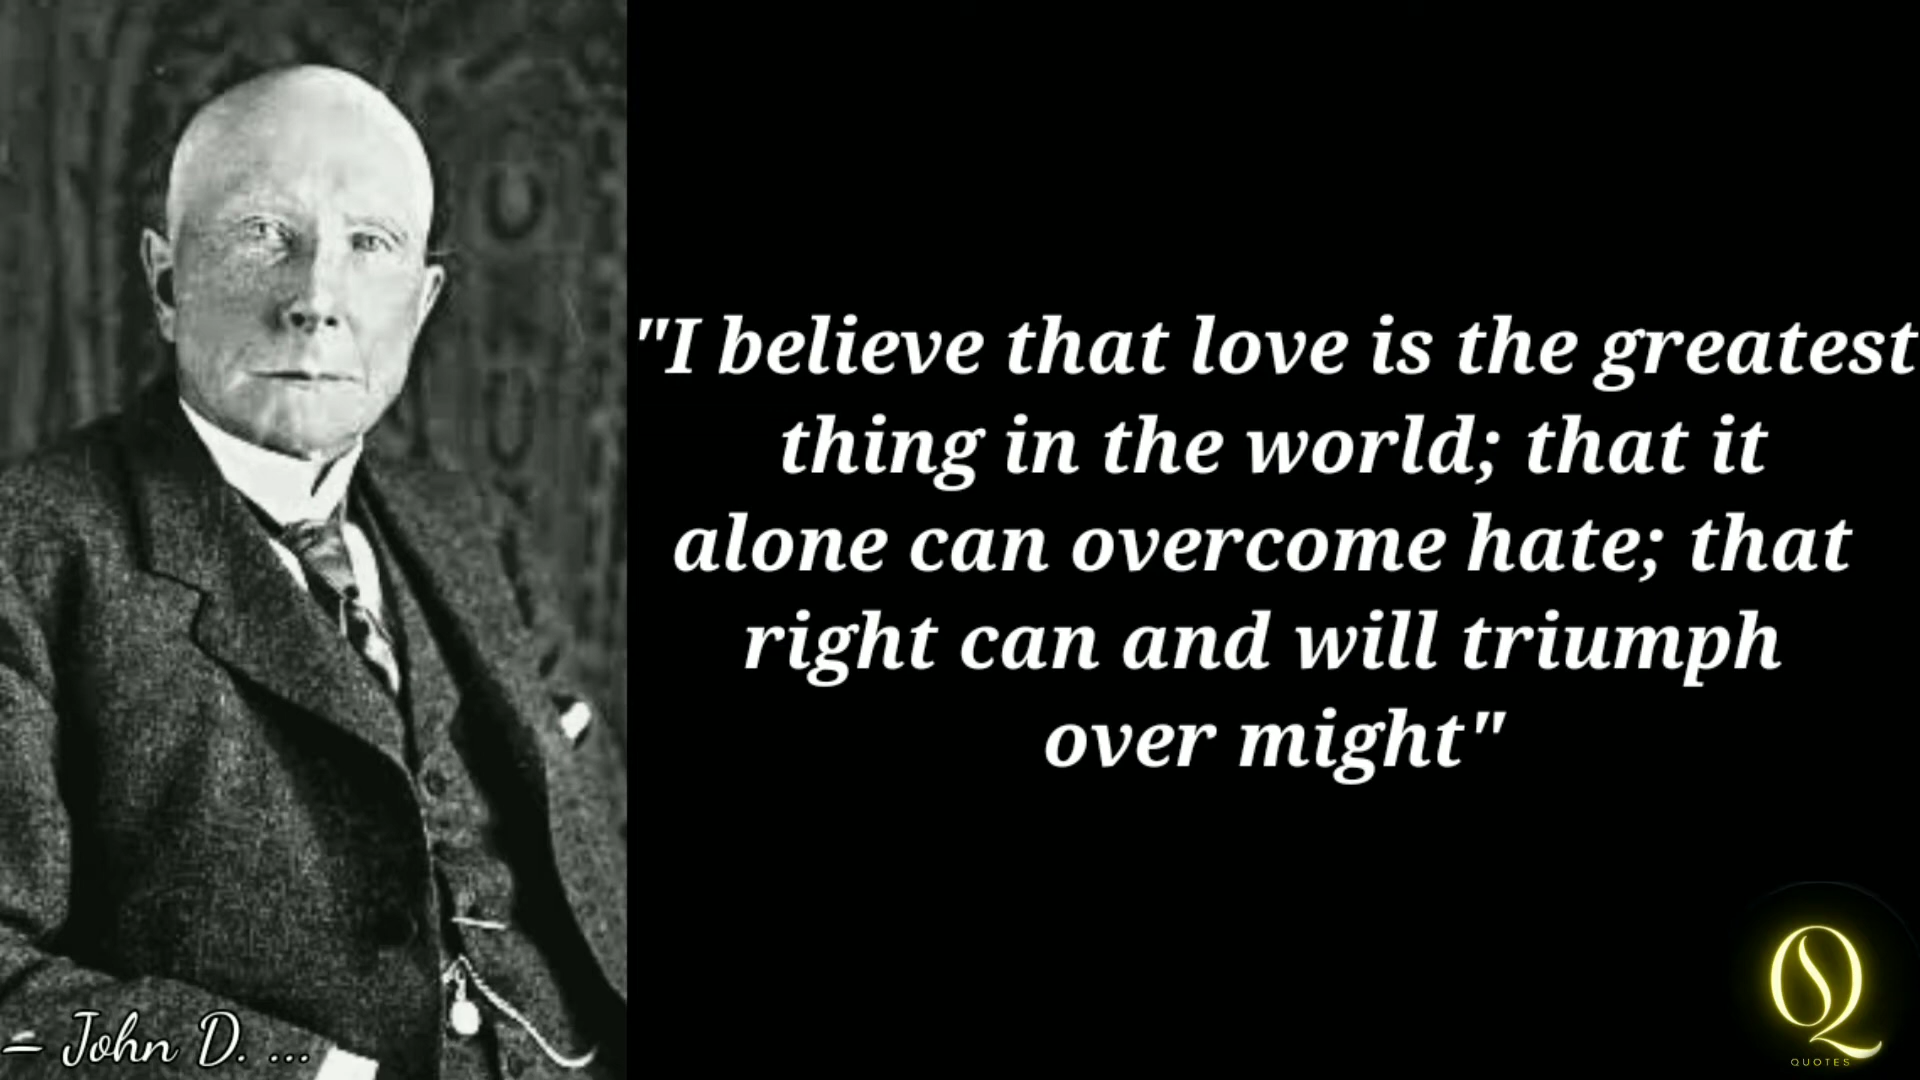 "I believe that love is the greatest
thing in the world; that it
alone can overcome hate; that
right can and will triumph
over might"
– John D. ...
Q
QUOTES